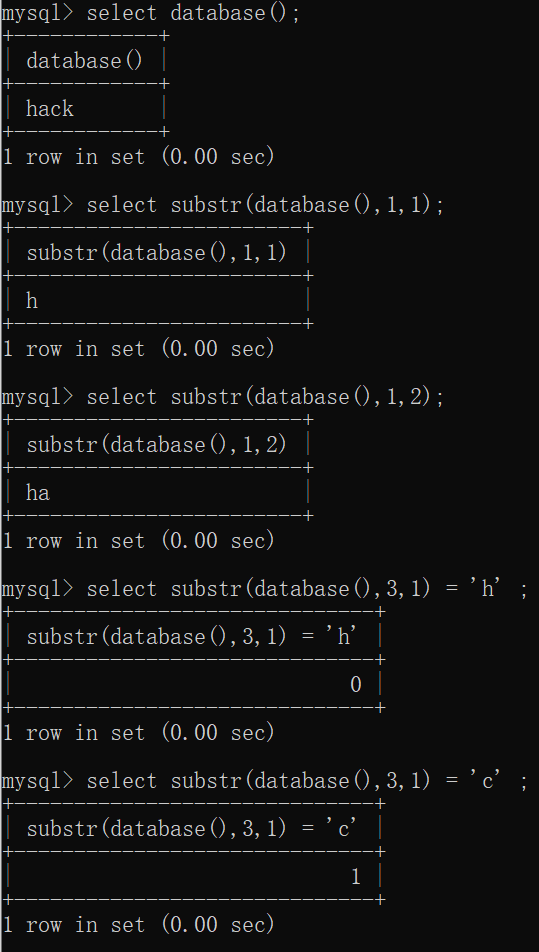 mysql> select database();
+------------+
| database() |
+------------+
| hack       |
+------------+
1 row in set (0.00 sec)

mysql> select substr(database(),1,1);
+------------------------+
| substr(database(),1,1) |
+------------------------+
| h                      |
+------------------------+
1 row in set (0.00 sec)

mysql> select substr(database(),1,2);
+------------------------+
| substr(database(),1,2) |
+------------------------+
| ha                     |
+------------------------+
1 row in set (0.00 sec)

mysql> select substr(database(),3,1) = 'h' ;
+------------------------------+
| substr(database(),3,1) = 'h' |
+------------------------------+
|                            0 |
+------------------------------+
1 row in set (0.00 sec)

mysql> select substr(database(),3,1) = 'c' ;
+------------------------------+
| substr(database(),3,1) = 'c' |
+------------------------------+
|                            1 |
+------------------------------+
1 row in set (0.00 sec)